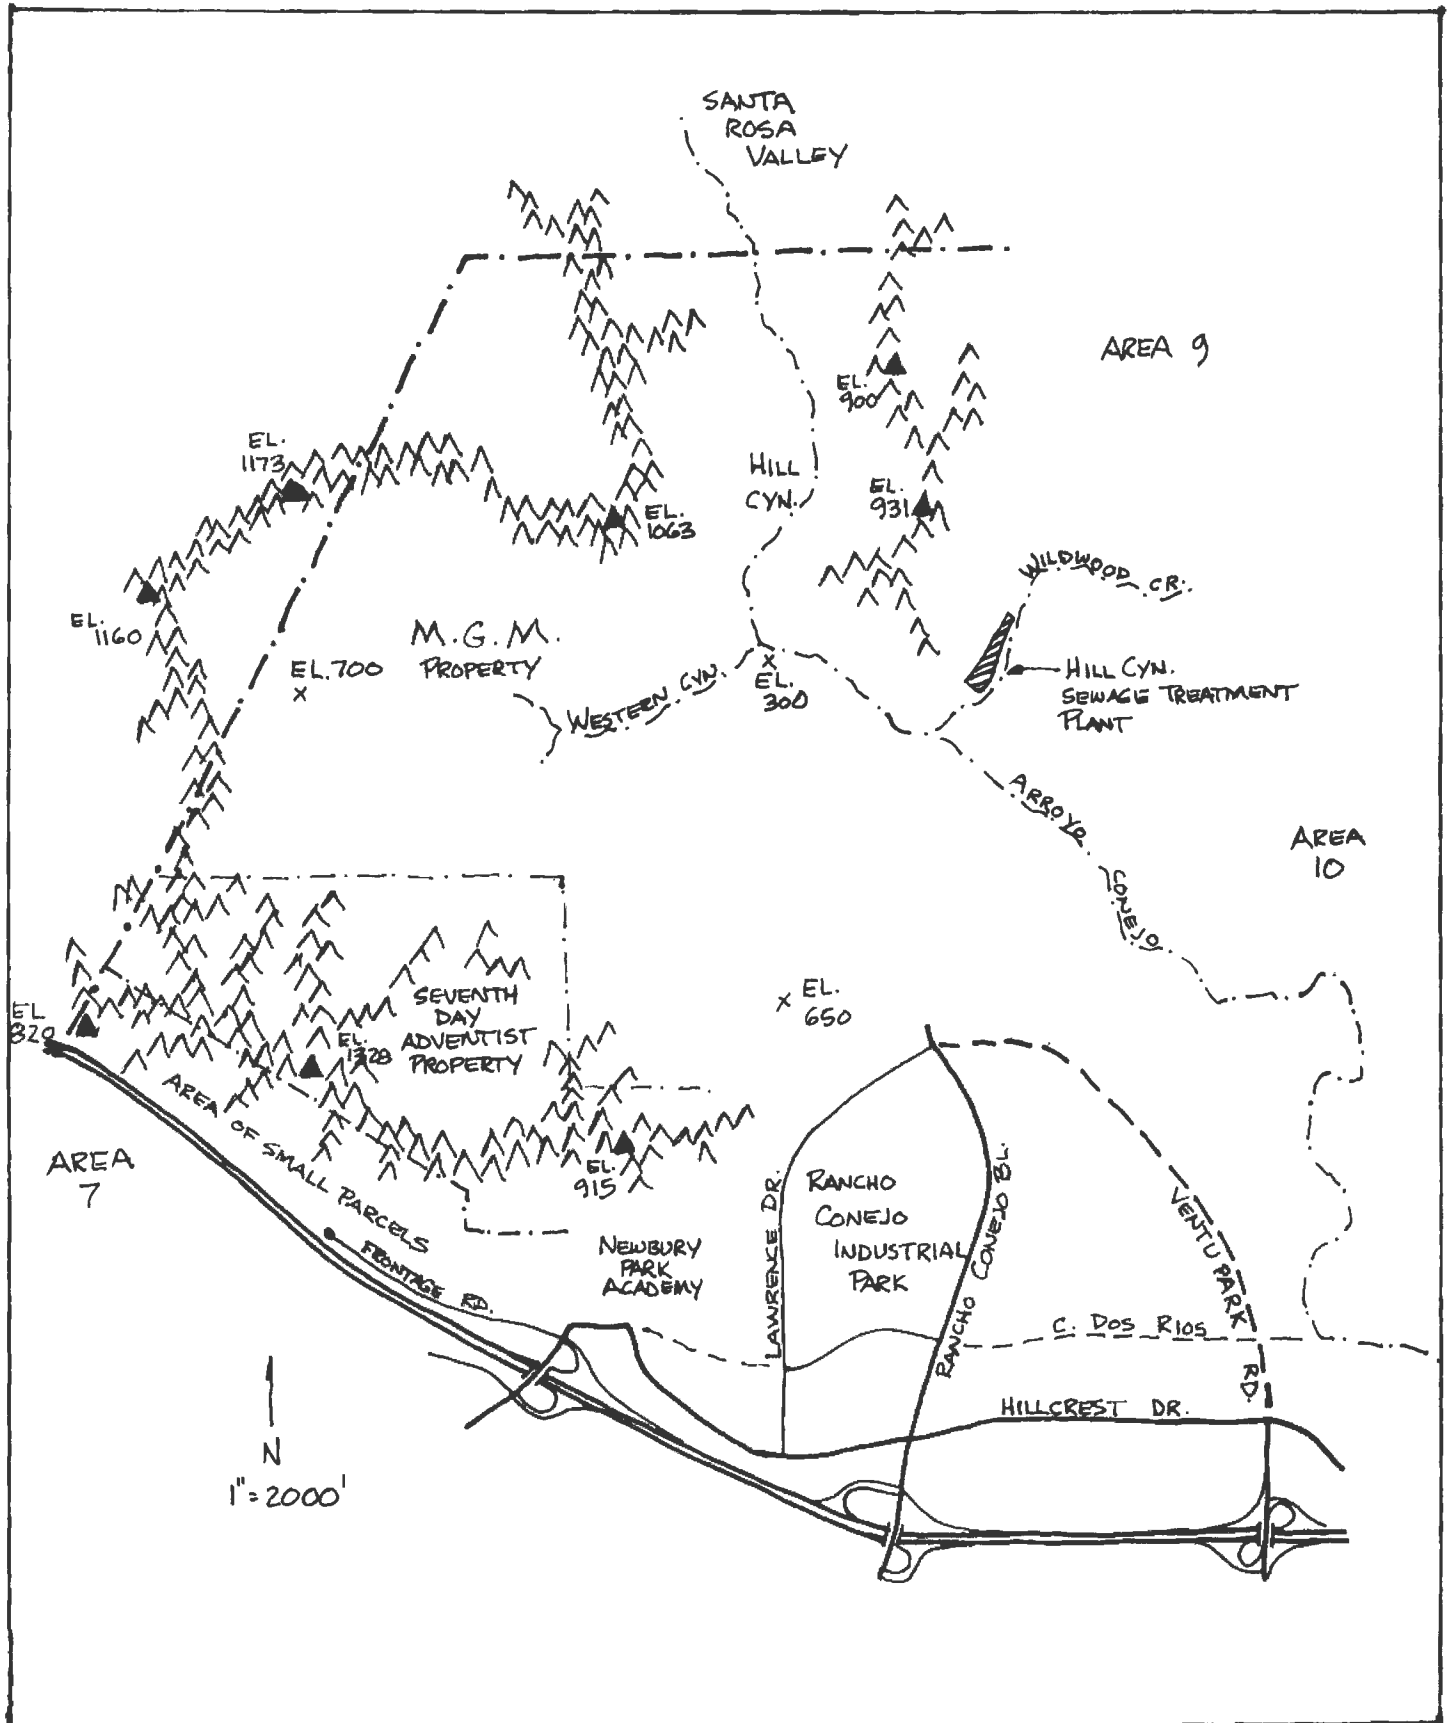 SANTA
ROSA
VALLEY
AREA 9
EL.
900
EL.
1173
HILL
CYN.
EL.
931
EL.
1063
WILDWOOD CR.
EL.
1160
M.G.M.
PROPERTY
EL. 700
x
WESTERN CYN.
x
EL.
300
HILL CYN.
SEWAGE TREATMENT
PLANT
ARROYO
CONEJO
AREA
10
x EL.
650
SEVENTH
DAY
ADVENTIST
PROPERTY
EL
820
EL.
1328
AREA OF SMALL PARCELS
AREA
7
EL.
915
FRONTAGE RD.
NEWBURY
PARK
ACADEMY
LAWRENCE DR.
RANCHO
CONEJO
INDUSTRIAL
PARK
RANCHO CONEJO BL.
VENTU PARK
RD.
C. DOS RIOS
HILLCREST DR.
N
1"=2000'